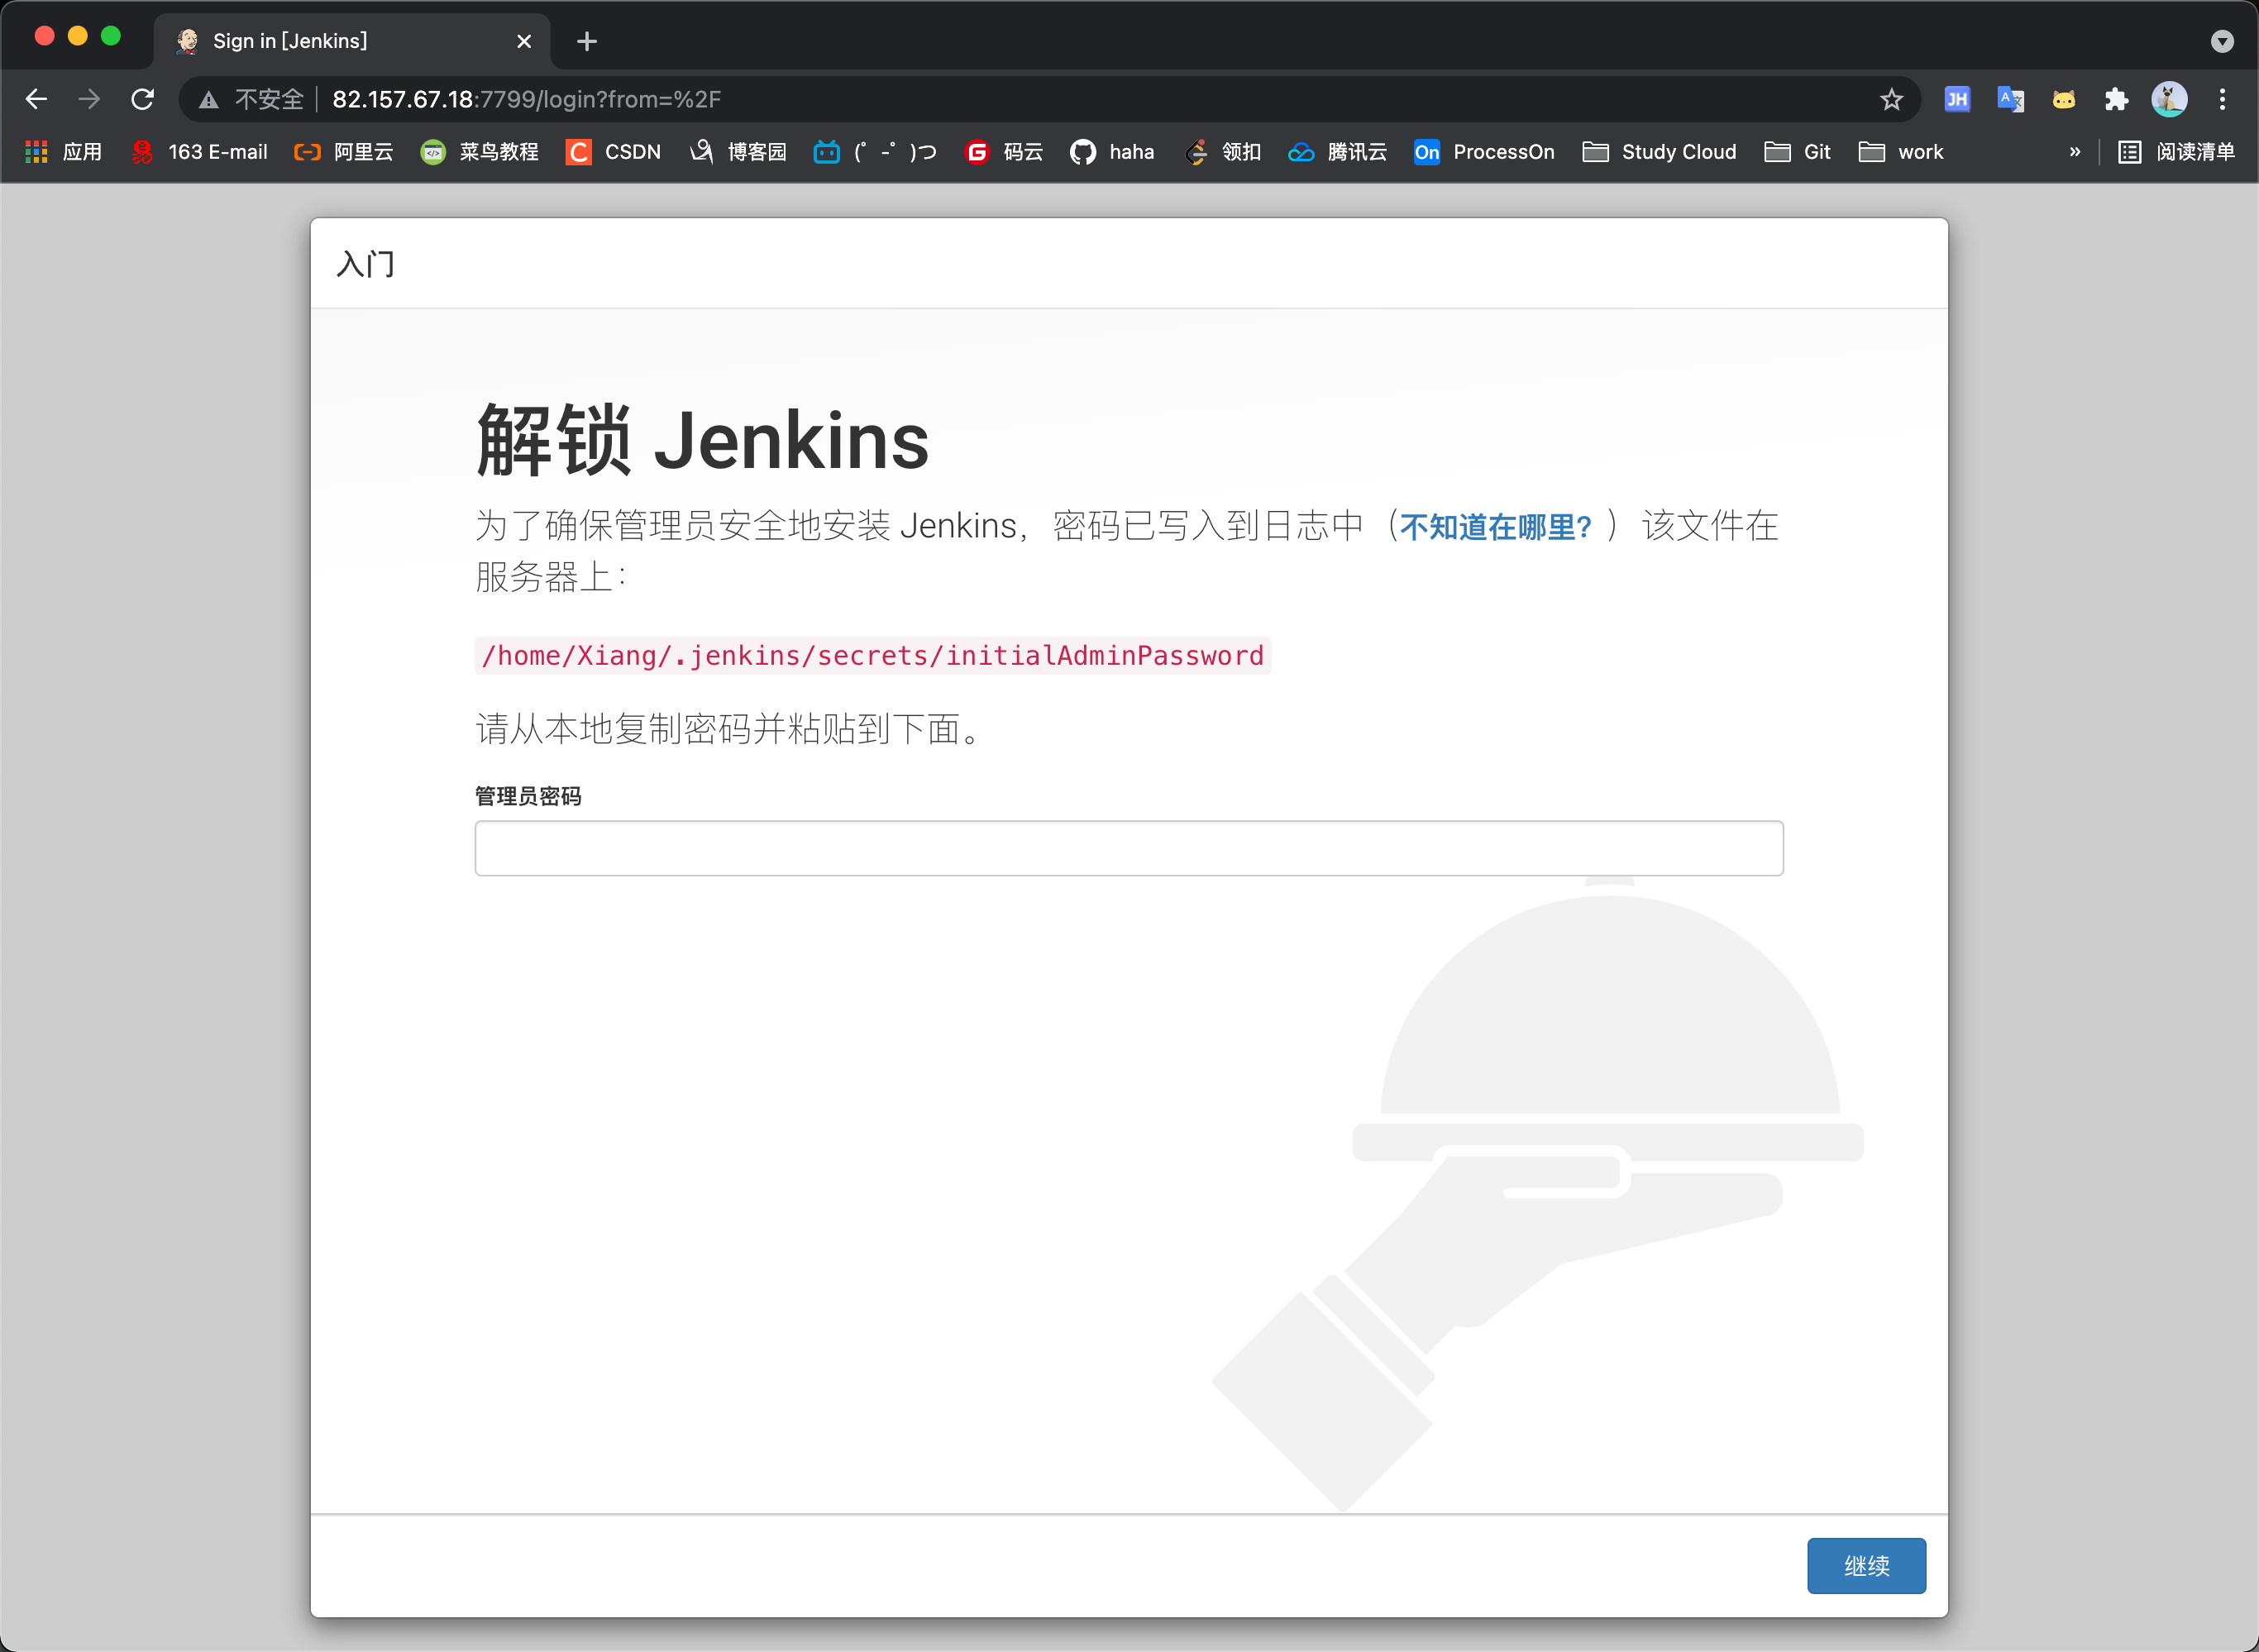 Sign in [Jenkins]
不安全 82.157.67.18:7799/login?from=%2F
JH
应用 163 E-mail 阿里云 菜鸟教程 CSDN 博客园 (゜-゜)つ 码云 haha 领扣 腾讯云 On ProcessOn Study Cloud Git work » 阅读清单
入门
解锁 Jenkins
为了确保管理员安全地安装 Jenkins，密码已写入到日志中（不知道在哪里？）该文件在
服务器上：
/home/Xiang/.jenkins/secrets/initialAdminPassword
请从本地复制密码并粘贴到下面。
管理员密码
继续